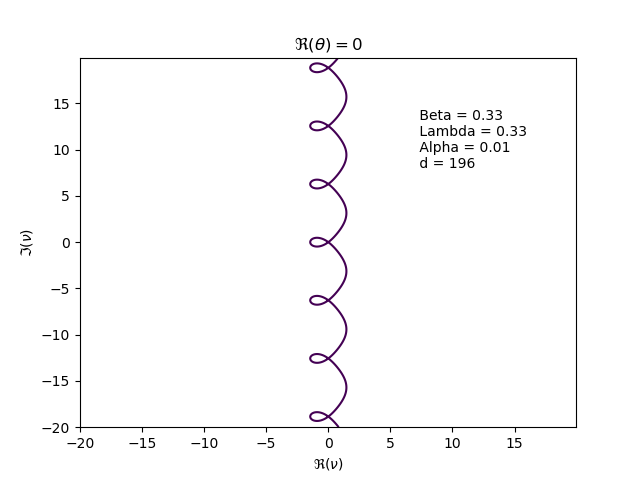 ℜ(θ) = 0
15
10
5
0
−5
−10
−15
−20
ℑ(ν)
Beta = 0.33
Lambda = 0.33
Alpha = 0.01
d = 196
−20 −15 −10 −5 0 5 10 15
ℜ(ν)